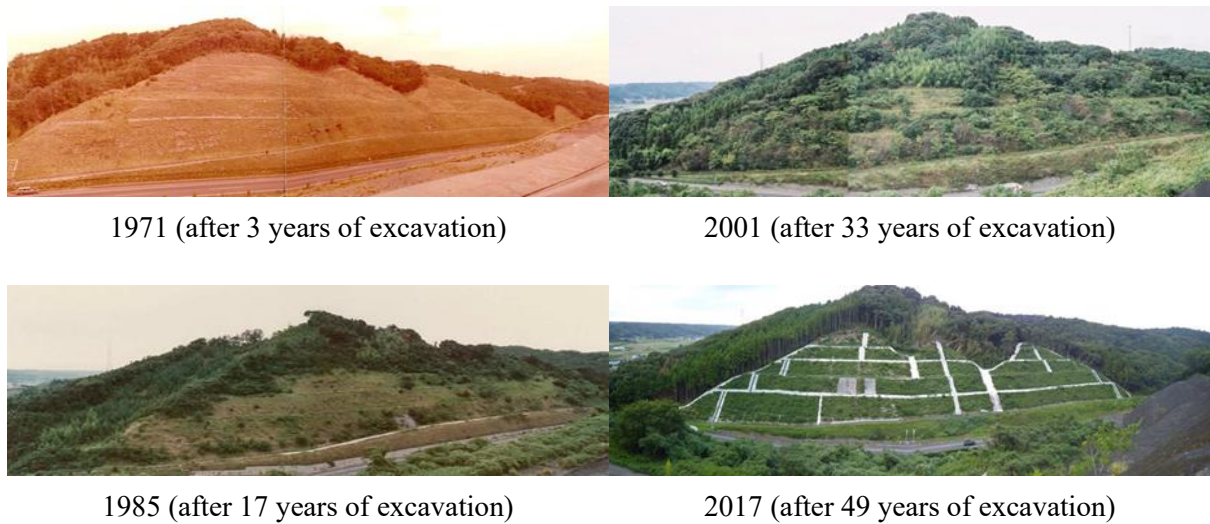 1971 (after 3 years of excavation)
2001 (after 33 years of excavation)
1985 (after 17 years of excavation)
2017 (after 49 years of excavation)